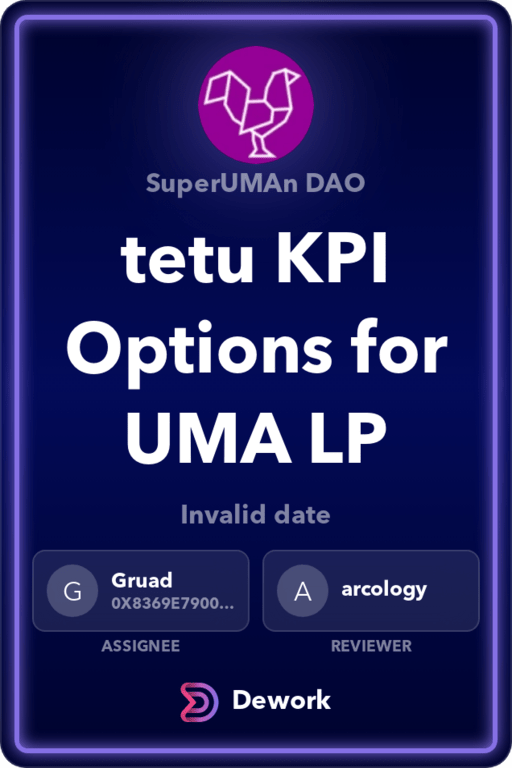 SuperUMAn DAO
tetu KPI
Options for
UMA LP
Invalid date
G
Gruad
0X8369E7900...
A
arcology
ASSIGNEE
REVIEWER
Dework